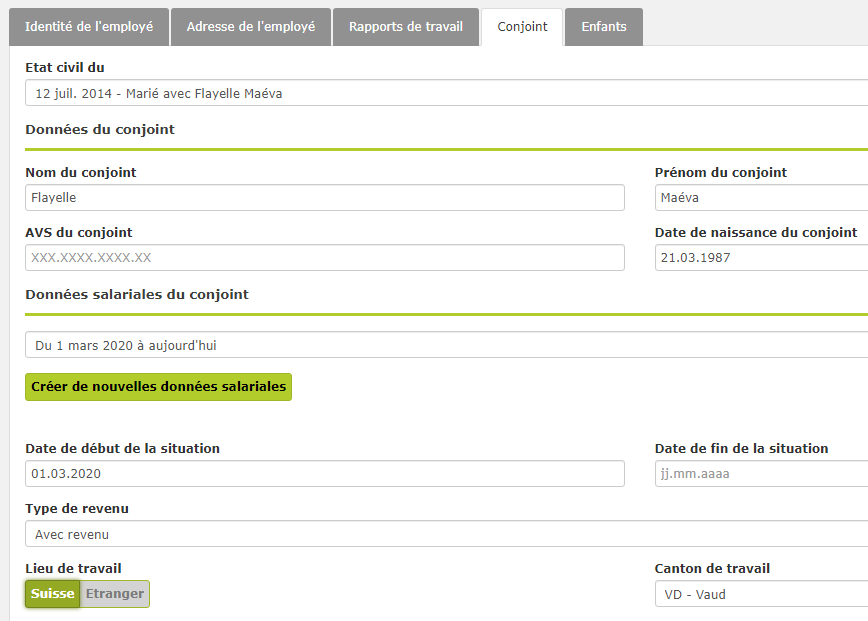 Identité de l'employé Adresse de l'employé Rapports de travail Conjoint Enfants
Etat civil du
12 juil. 2014 - Marié avec Flayelle Maéva
Données du conjoint
Nom du conjoint Prénom du conjoint
Flayelle Maéva
AVS du conjoint Date de naissance du conjoint
XXX.XXXX.XXXX.XX 21.03.1987
Données salariales du conjoint
Du 1 mars 2020 à aujourd'hui
Créer de nouvelles données salariales
Date de début de la situation Date de fin de la situation
01.03.2020 jj.mm.aaaa
Type de revenu
Avec revenu
Lieu de travail Canton de travail
Suisse Etranger VD - Vaud